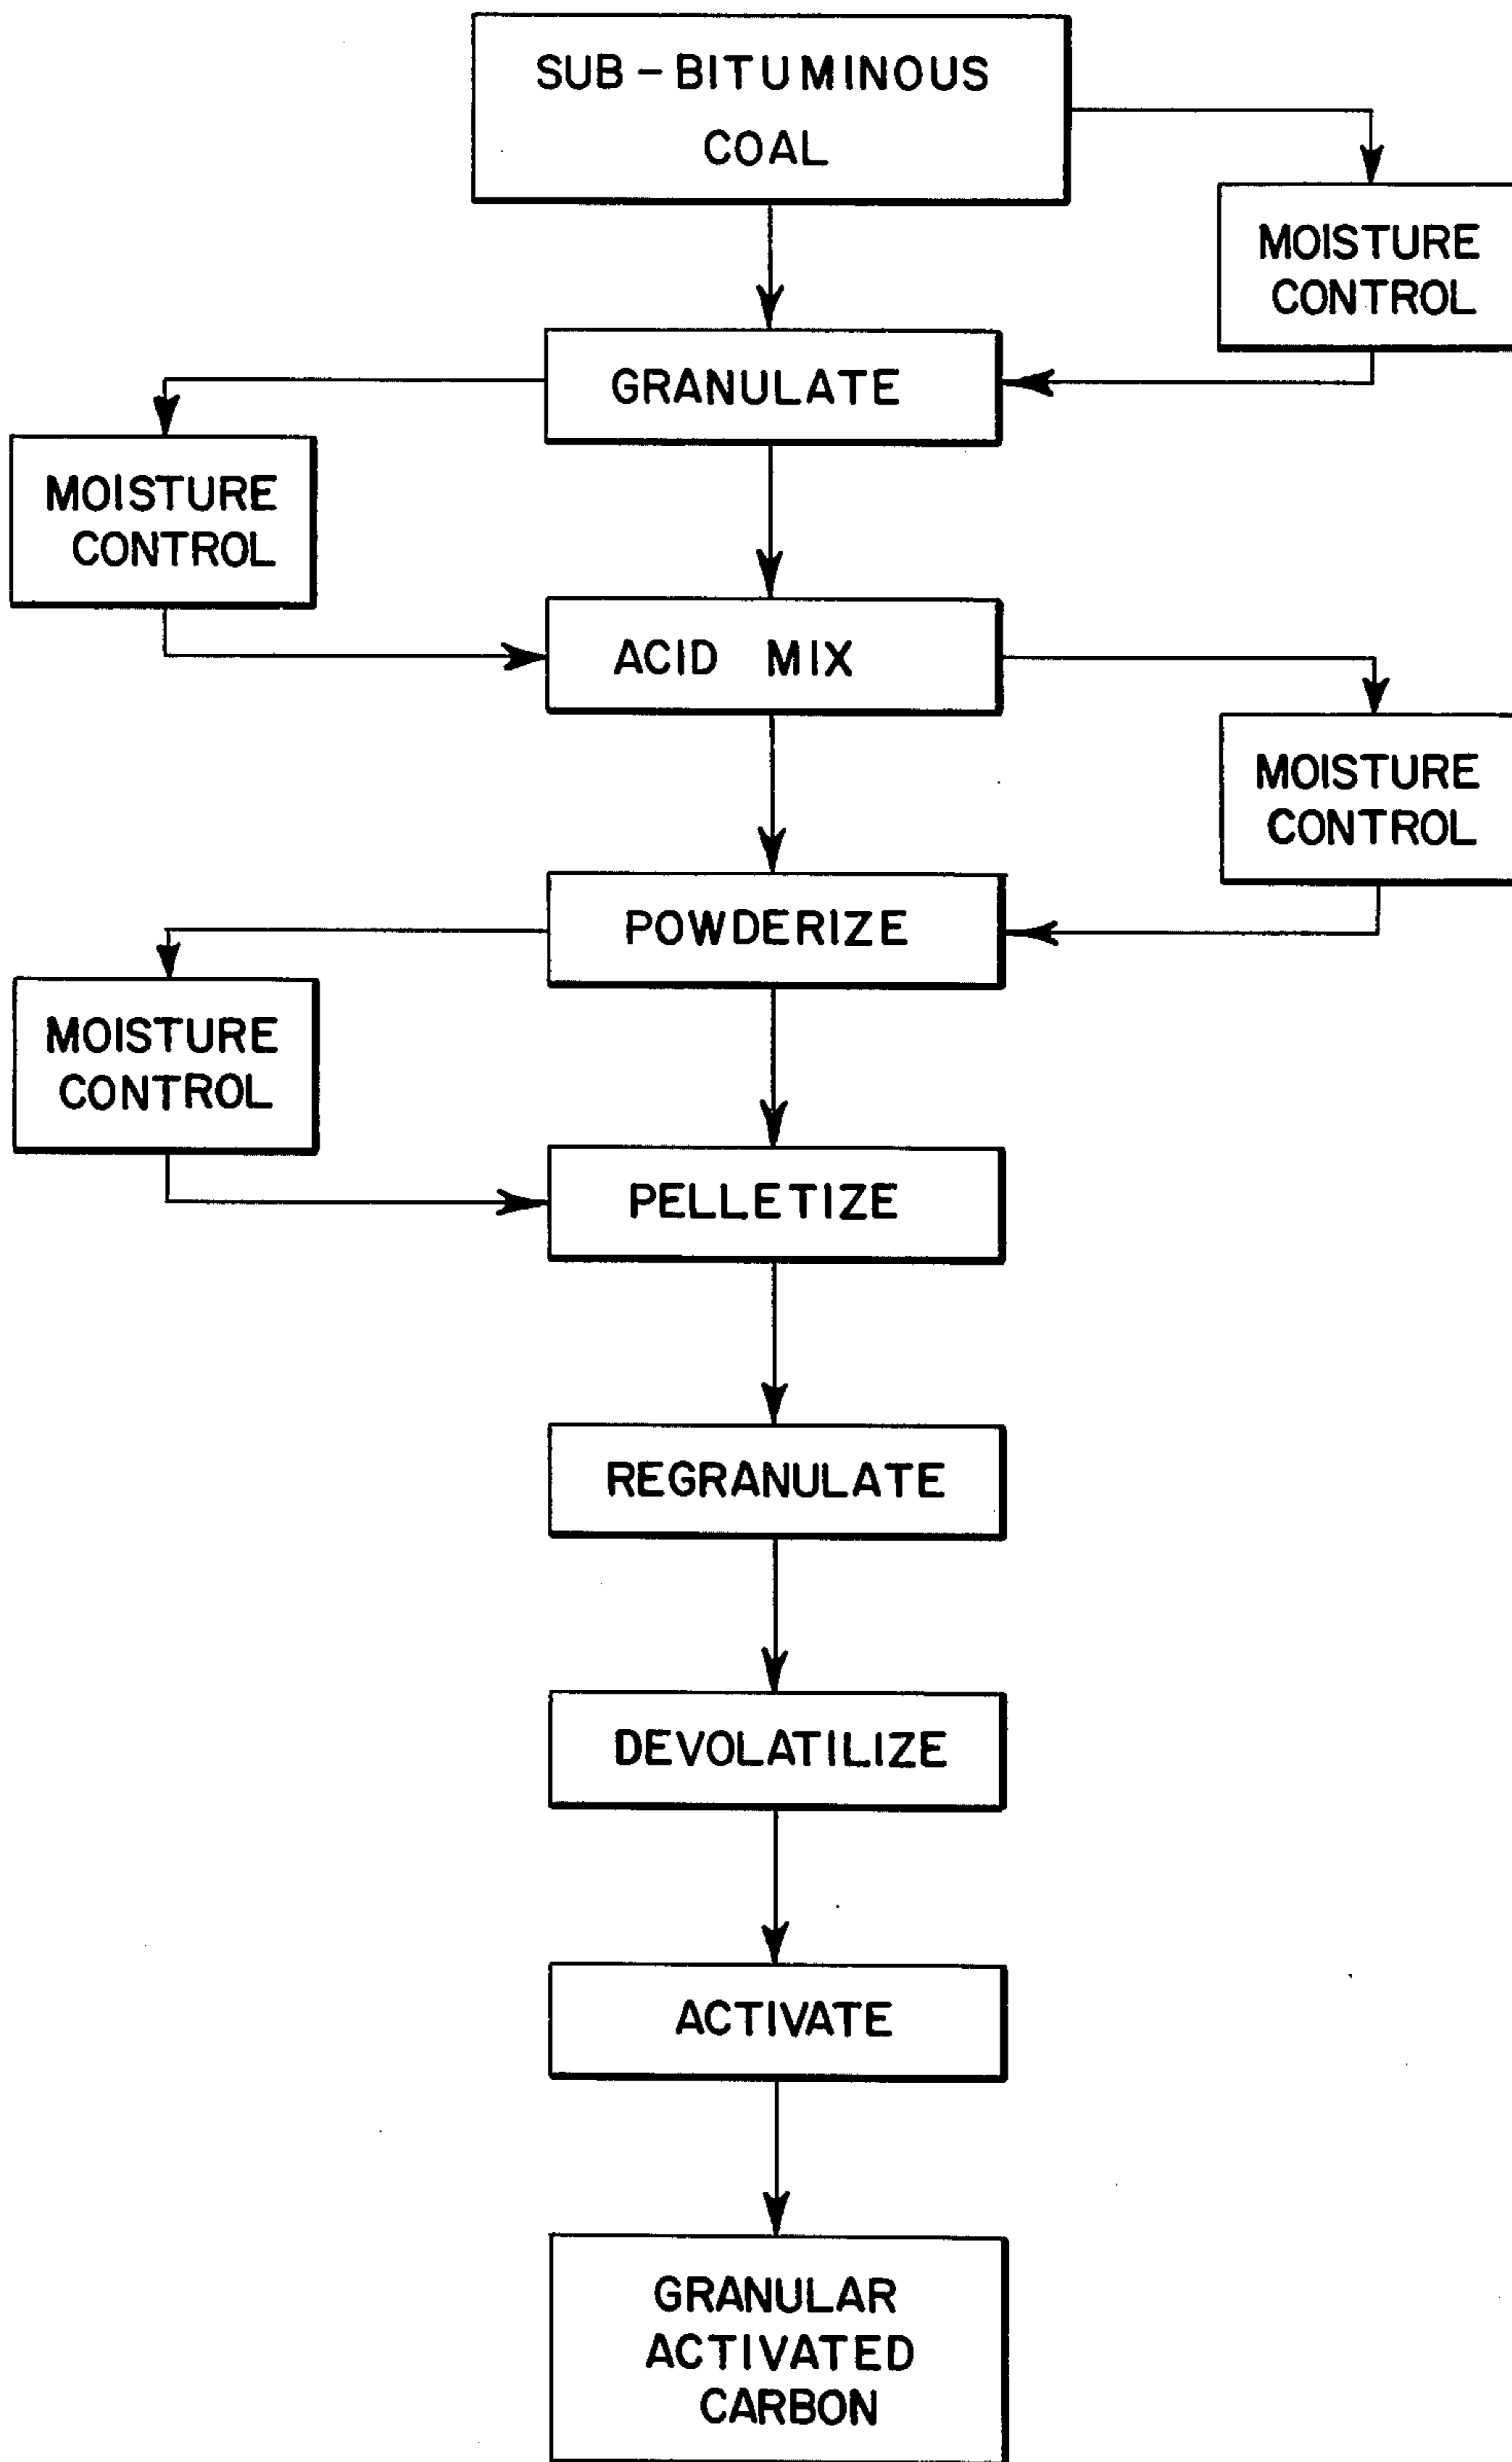 SUB-BITUMINOUS
COAL
MOISTURE
CONTROL
GRANULATE
MOISTURE
CONTROL
ACID MIX
MOISTURE
CONTROL
POWDERIZE
MOISTURE
CONTROL
PELLETIZE
REGRANULATE
DEVOLATILIZE
ACTIVATE
GRANULAR
ACTIVATED
CARBON